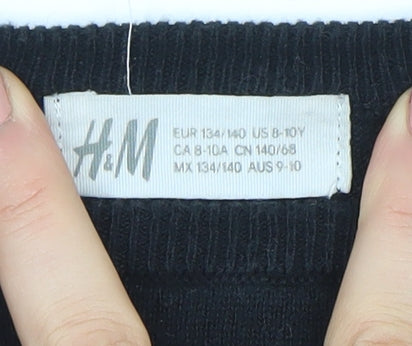 H&M
EUR 134/140 US 8-10Y
CA 8-10A CN 140/68
MX 134/140 AUS 9-10